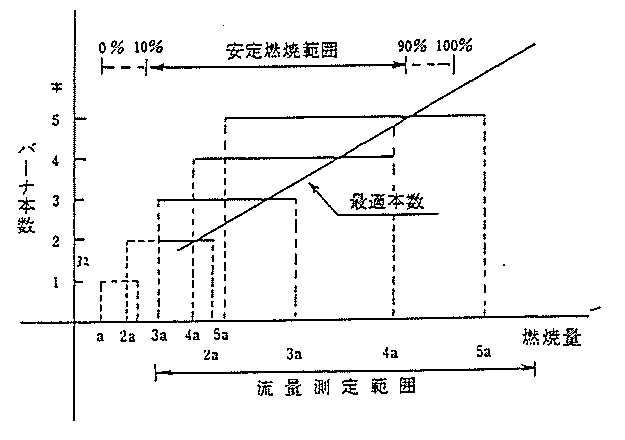 0% 10% 安定燃焼範囲 90% 100%
本
5
4
3
2
1
バーナ本数
最適本数
a 2a 3a 4a 5a 燃焼量
2a 3a 4a 5a
流量測定範囲